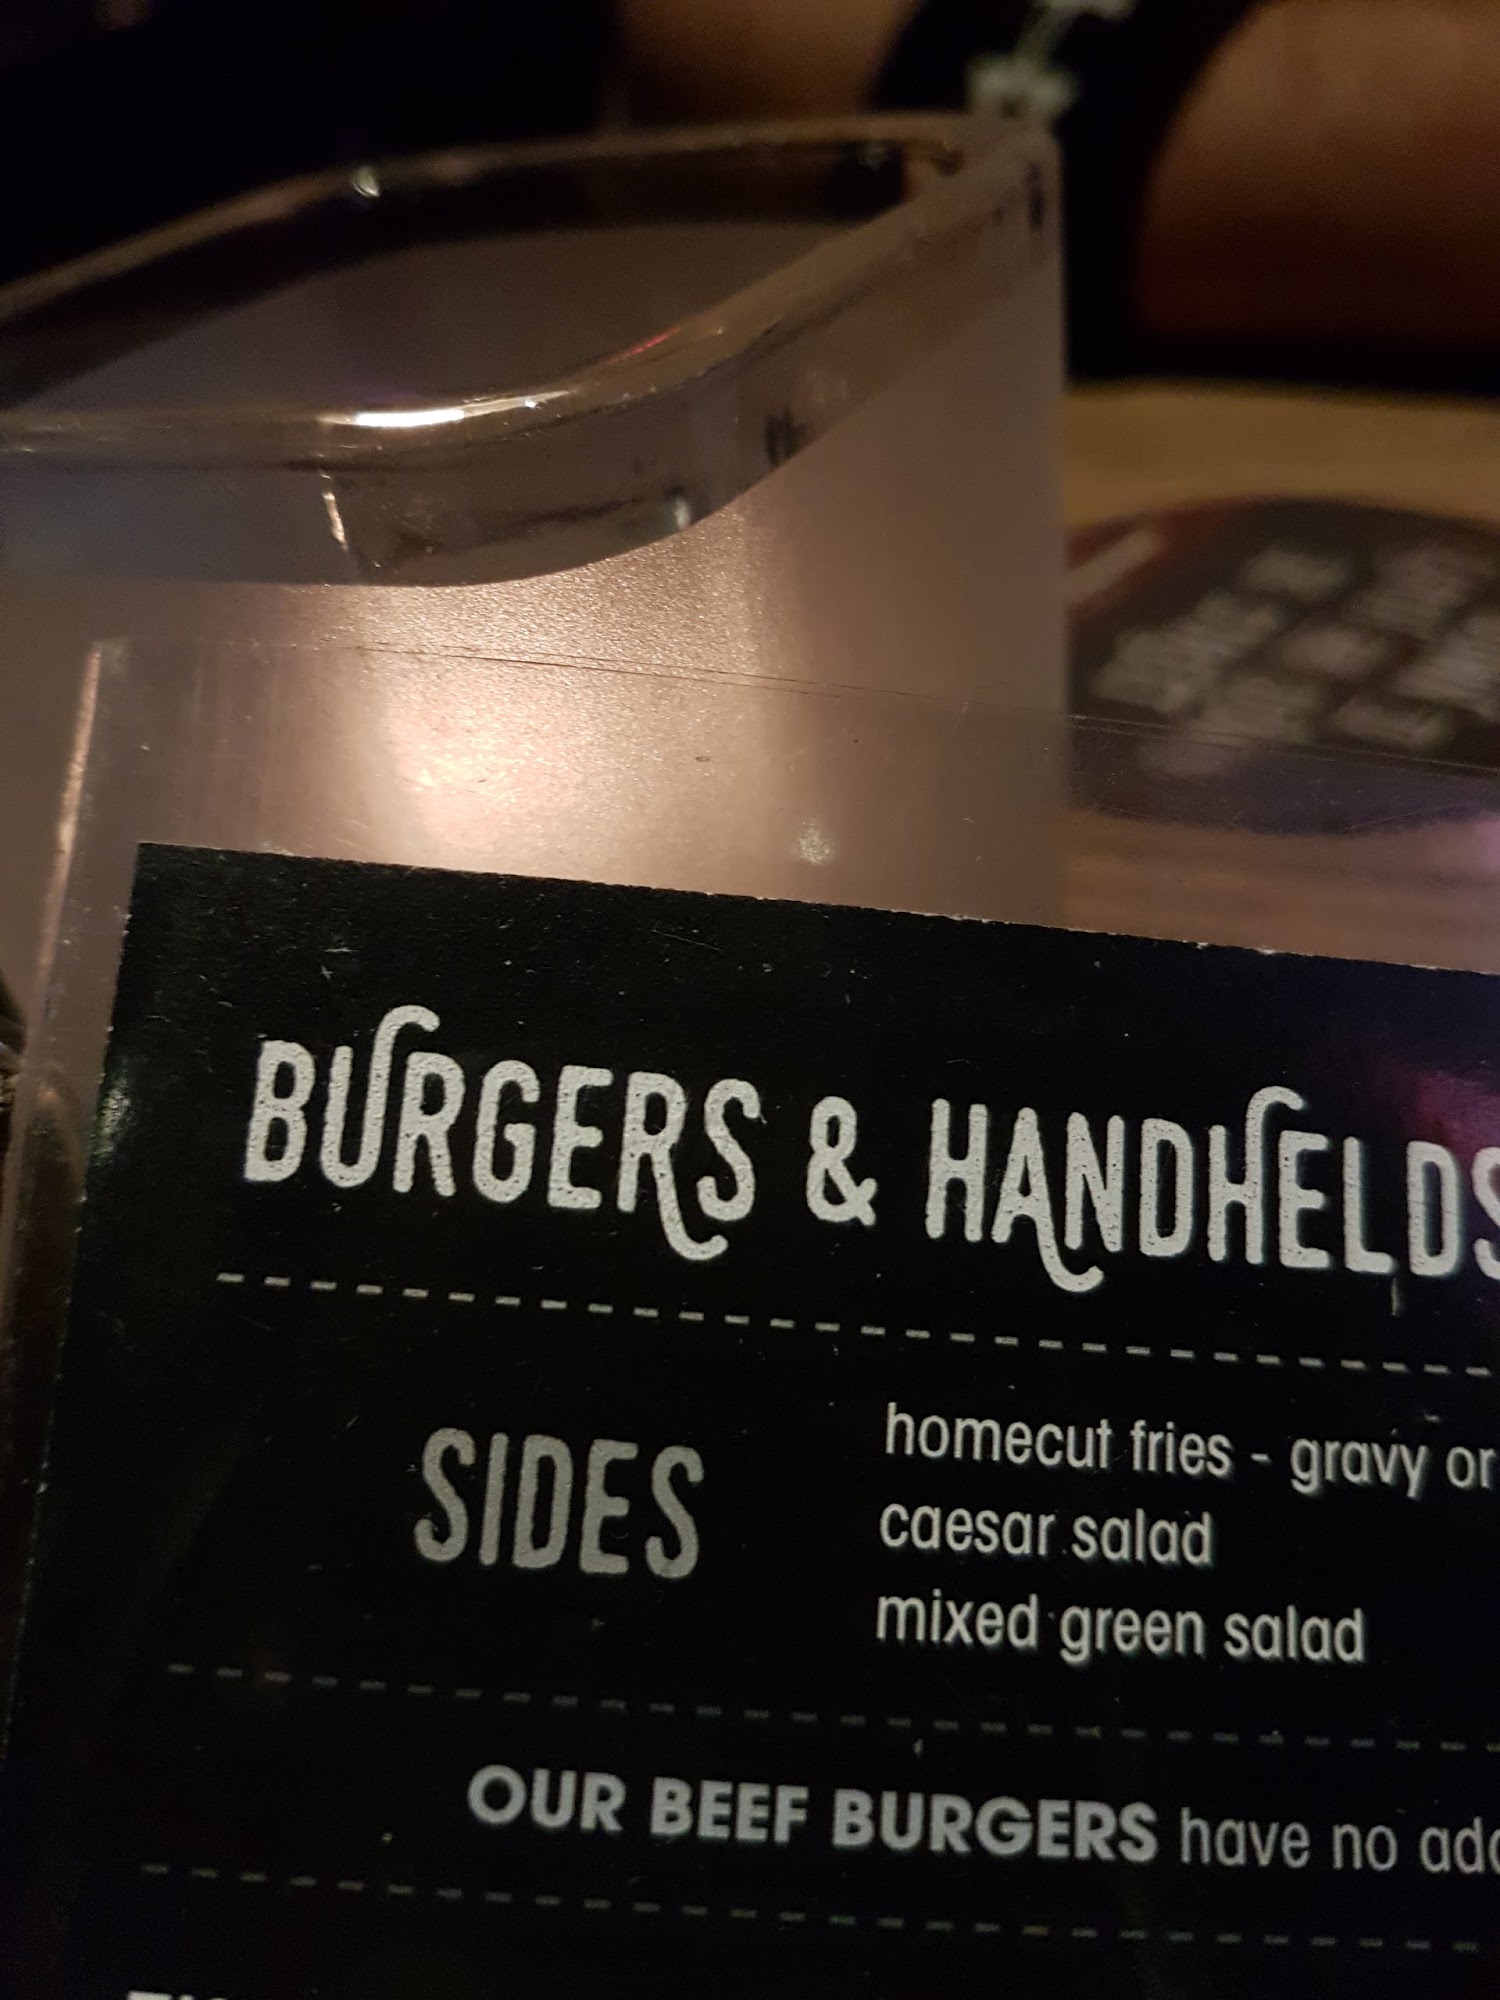 BURGERS & HANDHELDS
SIDES
homecut fries - gravy or
caesar salad
mixed green salad
OUR BEEF BURGERS have no